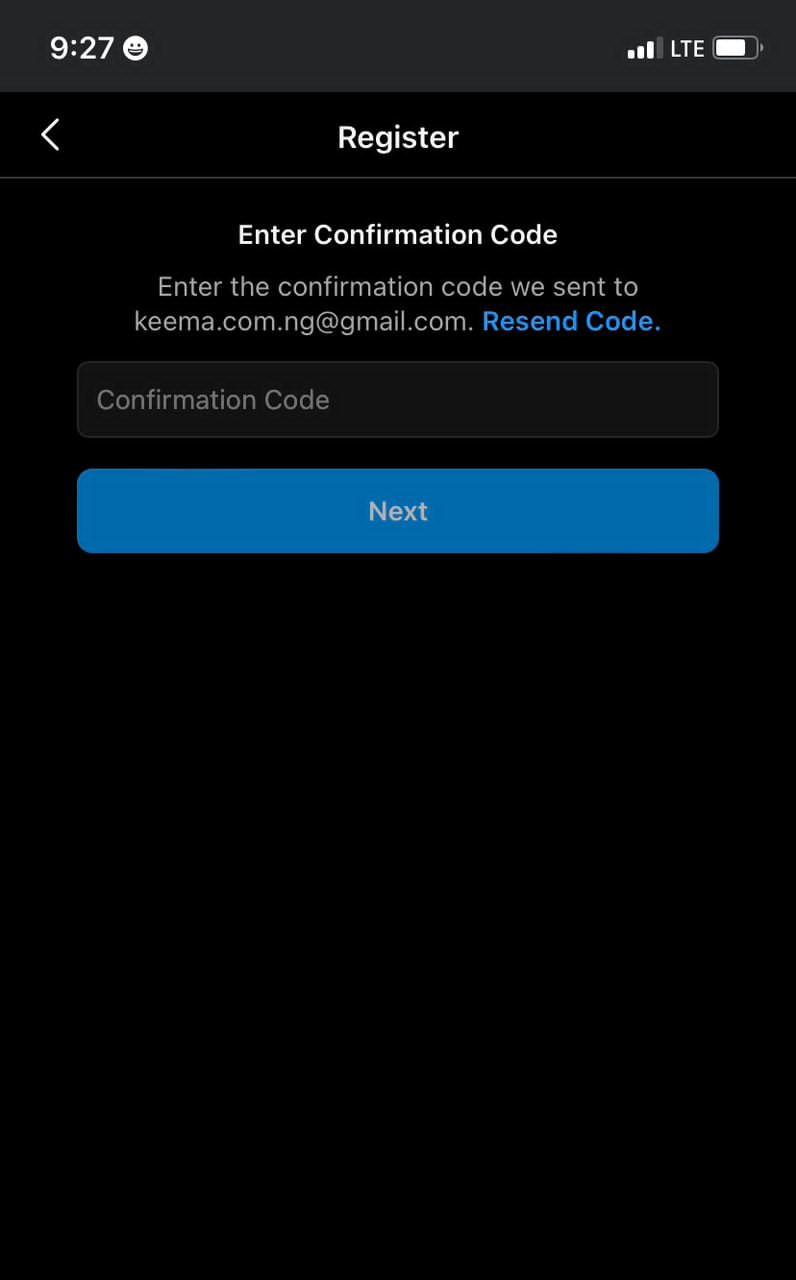 9:27
LTE
Register
Enter Confirmation Code
Enter the confirmation code we sent to
keema.com.ng@gmail.com. Resend Code.
Confirmation Code
Next